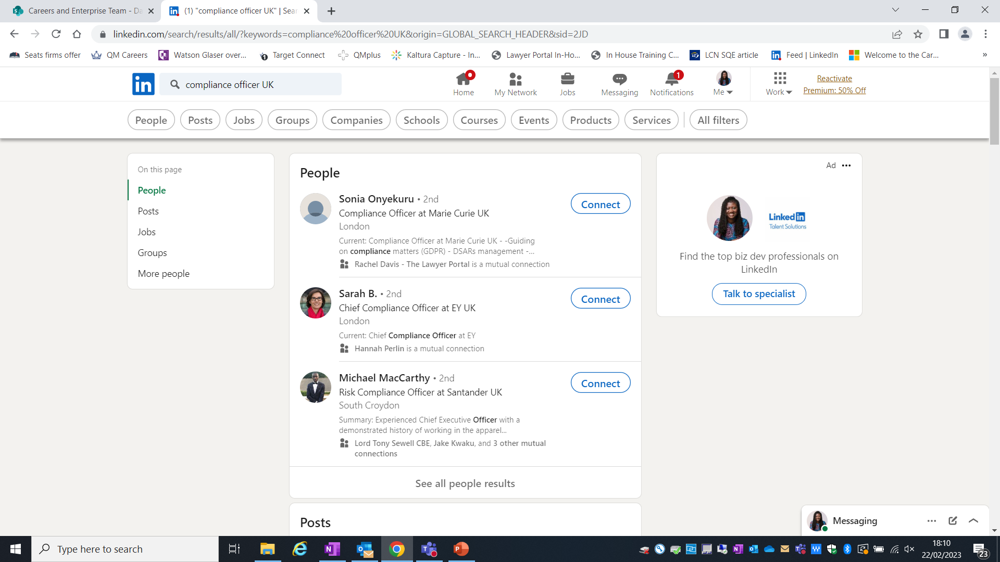 Careers and Enterprise Team - Da
(1) "compliance officer UK" | Sear
linkedin.com/search/results/all/?keywords=compliance%20officer%20UK&origin=GLOBAL_SEARCH_HEADER&sid=2JD
Seats firms offer
QM Careers
Watson Glaser over...
Target Connect
QMplus
Kaltura Capture - In...
Lawyer Portal In-Ho...
In House Training C...
LCN SQE article
Feed | LinkedIn
Welcome to the Car...
»
in
compliance officer UK
Home
My Network
Jobs
Messaging
1
Notifications
Me
Work
Reactivate
Premium: 50% Off
People
Posts
Jobs
Groups
Companies
Schools
Courses
Events
Products
Services
All filters
On this page
People
Posts
Jobs
Groups
More people
People
Sonia Onyekuru • 2nd
Compliance Officer at Marie Curie UK
London
Current: Compliance Officer at Marie Curie UK - -Guiding
on compliance matters (GDPR) - DSARs management -...
Rachel Davis - The Lawyer Portal is a mutual connection
Connect
Sarah B. • 2nd
Chief Compliance Officer at EY UK
London
Current: Chief Compliance Officer at EY
Hannah Perlin is a mutual connection
Connect
Michael MacCarthy • 2nd
Risk Compliance Officer at Santander UK
South Croydon
Summary: Experienced Chief Executive Officer with a
demonstrated history of working in the apparel...
Lord Tony Sewell CBE, Jake Kwaku, and 3 other mutual
connections
Connect
See all people results
Posts
Ad
Linked in
Talent Solutions
Find the top biz dev professionals on
LinkedIn
Talk to specialist
Messaging
Type here to search
18:10
22/02/2023
23